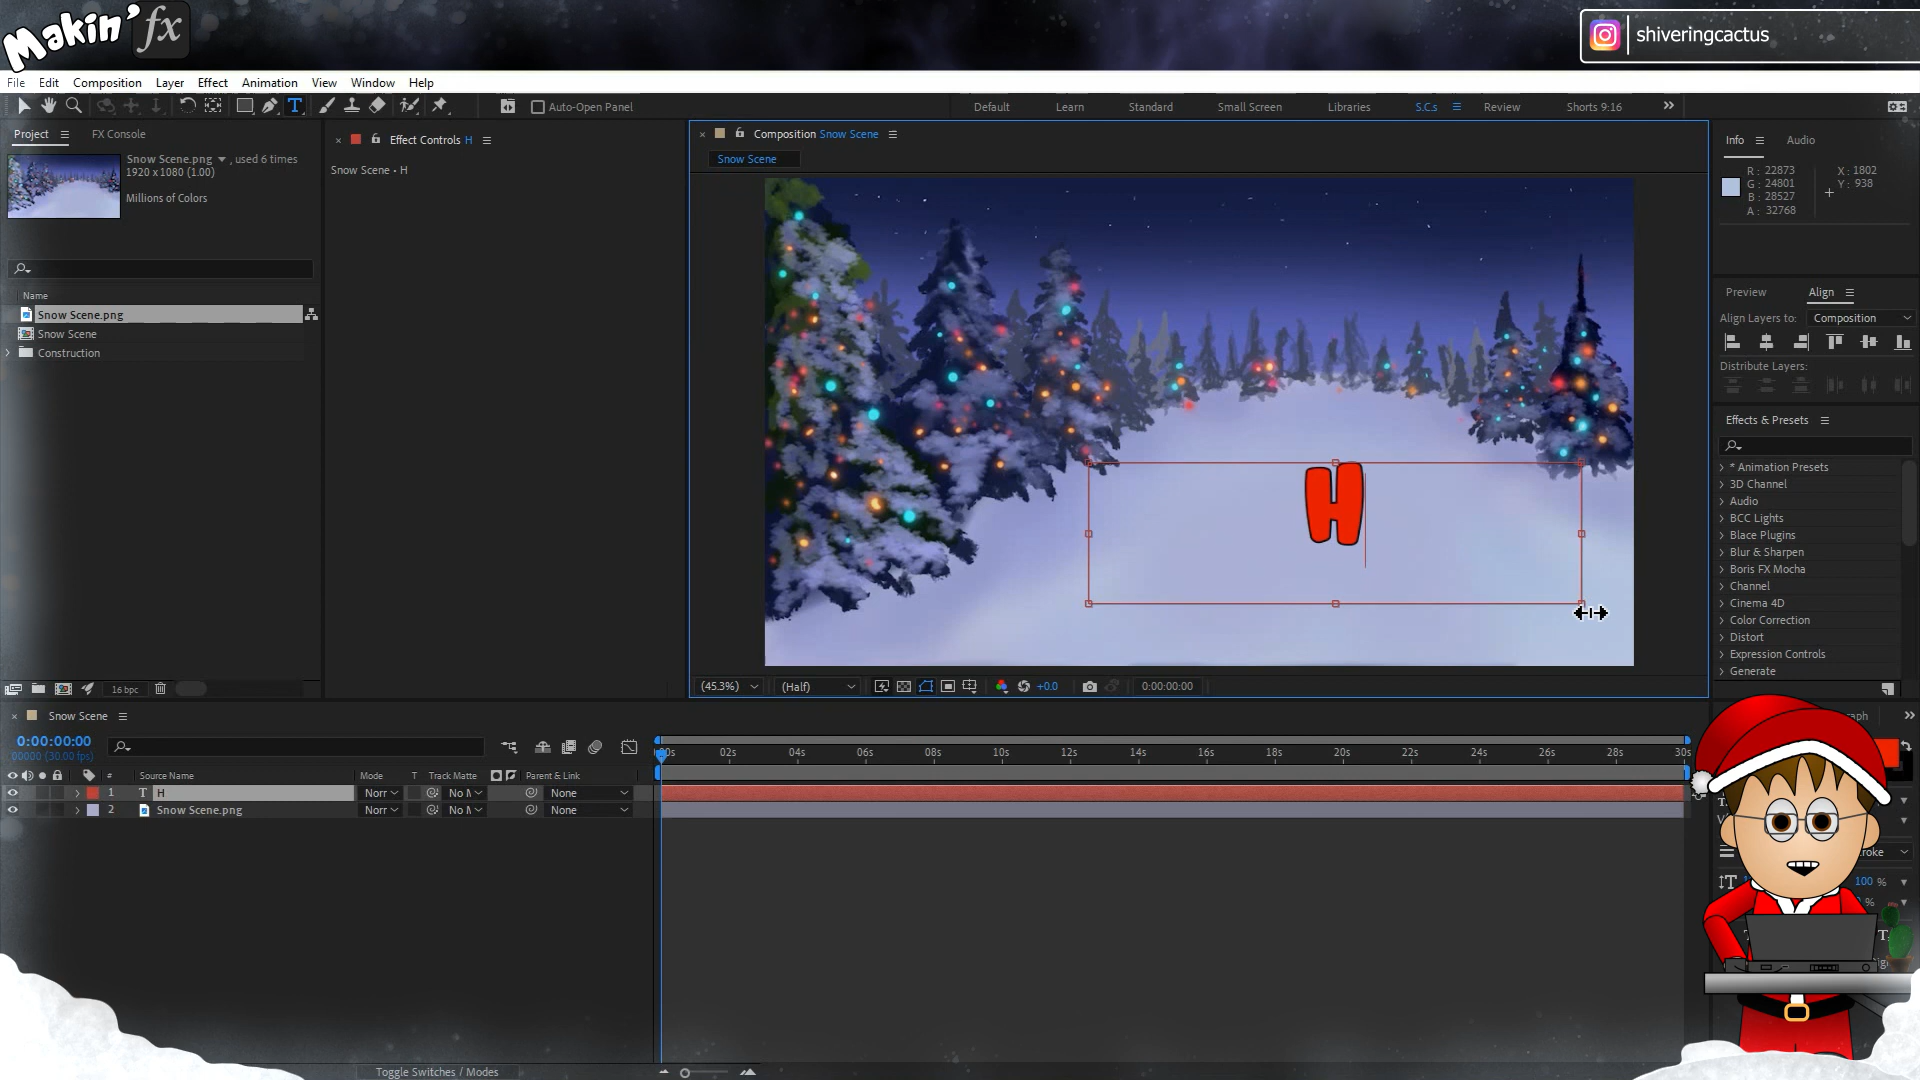 Makin' fx
shiveringcactus
File Edit Composition Layer Effect Animation View Window Help
T Auto-Open Panel Default Learn Standard Small Screen Libraries S.C.s Review Shorts 9:16
Project FX Console
Effect Controls H
Composition Snow Scene
Info Audio
Snow Scene.png , used 6 times
1920 x 1080 (1.00)
Millions of Colors
Snow Scene • H
Snow Scene
R : 22873
G : 24801
B : 28527
A : 32768
X : 1802
Y : 938
Name
Snow Scene.png
Snow Scene
Construction
H
Preview Align
Align Layers to: Composition
Distribute Layers:
Effects & Presets
* Animation Presets
3D Channel
Audio
BCC Lights
Blace Plugins
Blur & Sharpen
Boris FX Mocha
Channel
Cinema 4D
Color Correction
Distort
Expression Controls
Generate
16 bpc
(45.3%) (Half) +0.0 0:00:00:00
Snow Scene
0:00:00:00
00000 (30.00 fps)
02s 04s 06s 08s 10s 12s 14s 16s 18s 20s 22s 24s 26s 28s 30s
# Source Name Mode T Track Matte Parent & Link
1 T H Norr No M None
2 Snow Scene.png Norr No M None
100 %
%
Toggle Switches / Modes